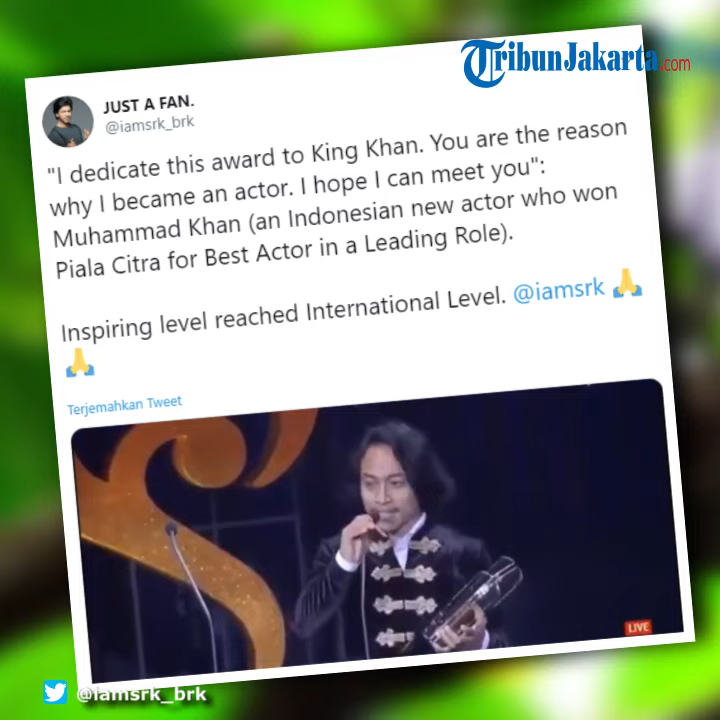 TribunJakarta.com
JUST A FAN.
@iamsrk_brk
"I dedicate this award to King Khan. You are the reason
why I became an actor. I hope I can meet you":
Muhammad Khan (an Indonesian new actor who won
Piala Citra for Best Actor in a Leading Role).
Inspiring level reached International Level. @iamsrk 🙏
🙏
Terjemahkan Tweet
LIVE
@iamsrk_brk